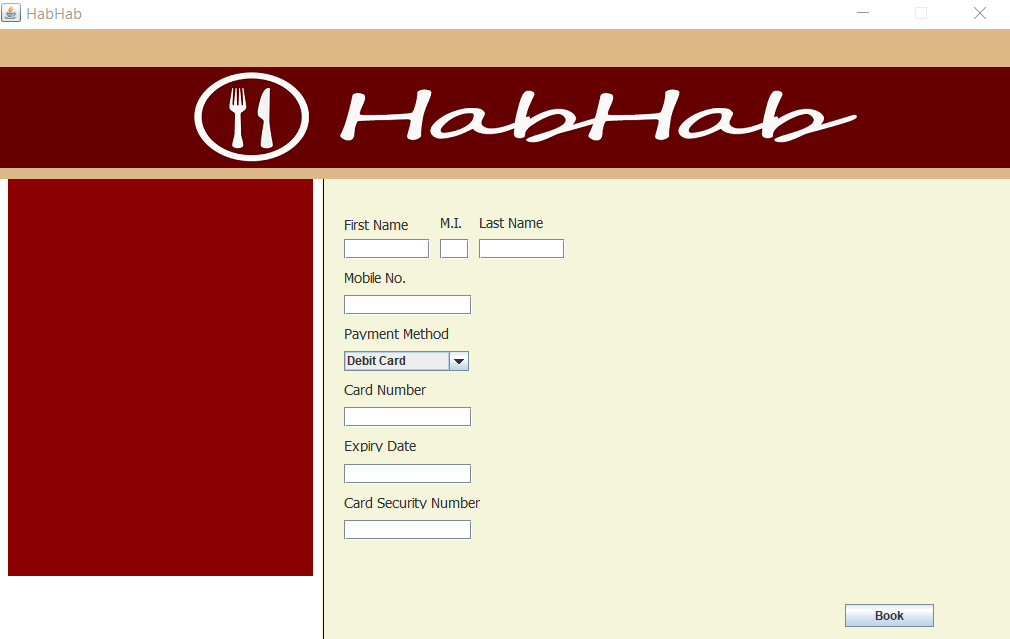 HabHab
HabHab
First Name M.I. Last Name
Mobile No.
Payment Method
Debit Card
Card Number
Expiry Date
Card Security Number
Book